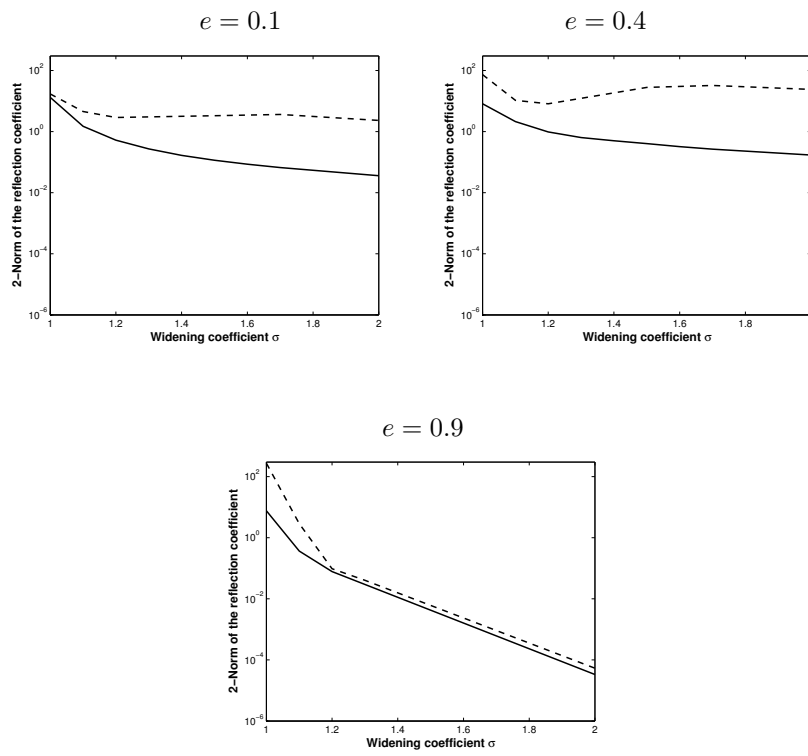 e = 0.1
10^2
10^0
10^-2
10^-4
10^-6
2−Norm of the reflection coefficient
1 1.2 1.4 1.6 1.8 2
Widening coefficient σ
e = 0.4
10^2
10^0
10^-2
10^-4
10^-6
2−Norm of the reflection coefficient
1 1.2 1.4 1.6 1.8
Widening coefficient σ
e = 0.9
10^2
10^0
10^-2
10^-4
10^-6
2−Norm of the reflection coefficient
1 1.2 1.4 1.6 1.8 2
Widening coefficient σ